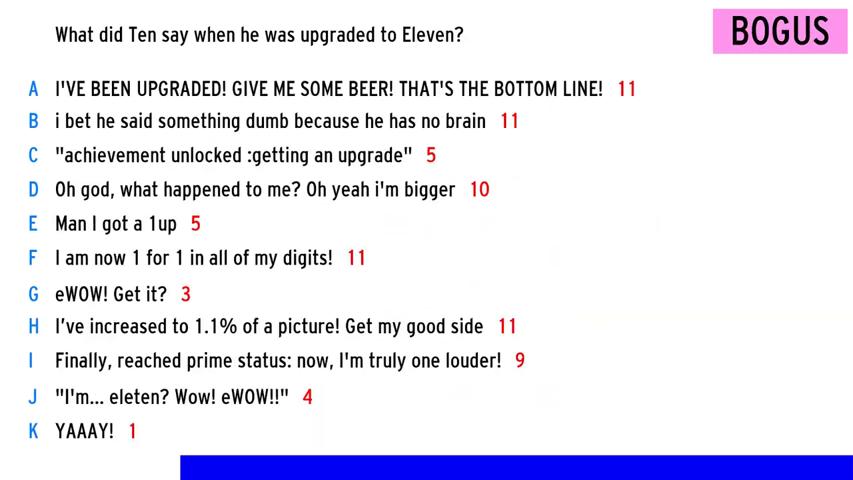 What did Ten say when he was upgraded to Eleven?
BOGUS
A I'VE BEEN UPGRADED! GIVE ME SOME BEER! THAT'S THE BOTTOM LINE! 11
B i bet he said something dumb because he has no brain 11
C "achievement unlocked :getting an upgrade" 5
D Oh god, what happened to me? Oh yeah i'm bigger 10
E Man I got a 1up 5
F I am now 1 for 1 in all of my digits! 11
G eWOW! Get it? 3
H I’ve increased to 1.1% of a picture! Get my good side 11
I Finally, reached prime status: now, I'm truly one louder! 9
J "I'm... eleten? Wow! eWOW!!" 4
K YAAAY! 1